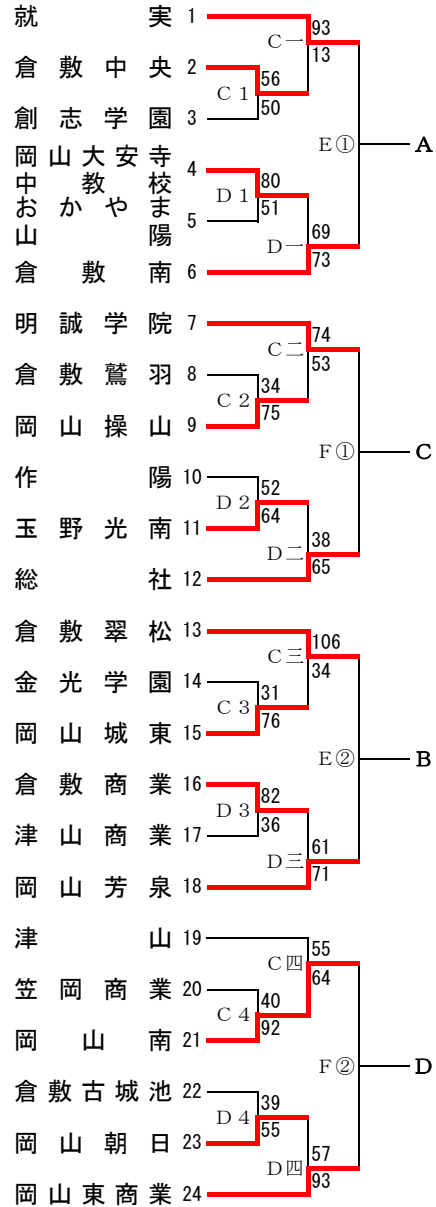 就実 1
93
C一
13
倉敷中央 2
56
C1
50
創志学園 3
E① A
岡山大安寺
中教校
4
80
D1
51
おかやま
山陽
5
69
D一
73
倉敷南 6
明誠学院 7
74
C二
53
倉敷鷲羽 8
34
C2
75
岡山操山 9
F① C
作陽 10
52
D2
64
玉野光南 11
38
D二
65
総社 12
倉敷翠松 13
106
C三
34
金光学園 14
31
C3
76
岡山城東 15
E② B
倉敷商業 16
82
D3
36
津山商業 17
61
D三
71
岡山芳泉 18
津山 19
55
C四
64
笠岡商業 20
40
C4
92
岡山南 21
F② D
倉敷古城池 22
39
D4
55
岡山朝日 23
57
D四
93
岡山東商業 24